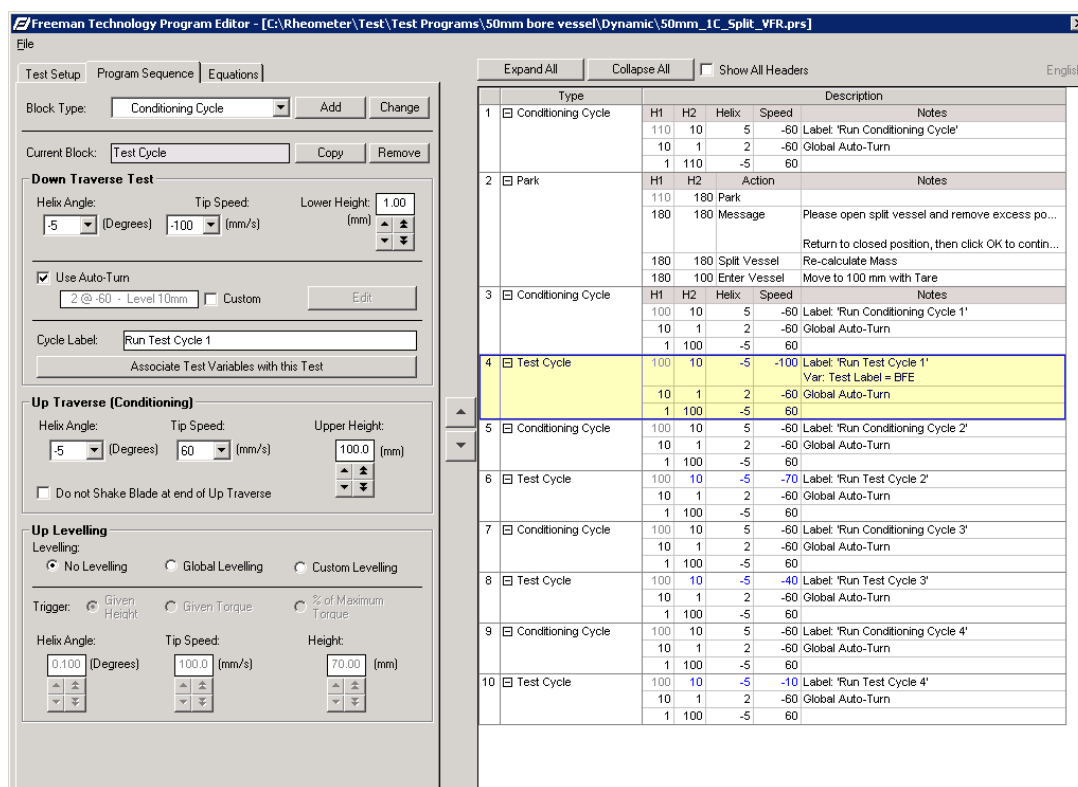 Freeman Technology Program Editor - [C:\Rheometer\Test\Test Programs\50mm bore vessel\Dynamic\50mm_1C_Split_VFR.prs]
File
Test Setup Program Sequence Equations
Block Type: Conditioning Cycle Add Change
Current Block: Test Cycle Copy Remove
Down Traverse Test
Helix Angle: Tip Speed: Lower Height: 1.00
-5 (Degrees) -100 (mm/s) (mm)
Use Auto-Turn
2 @ -60 - Level 10mm Custom Edit
Cycle Label: Run Test Cycle 1
Associate Test Variables with this Test
Up Traverse (Conditioning)
Helix Angle: Tip Speed: Upper Height:
-5 (Degrees) 60 (mm/s) 100.0 (mm)
Do not Shake Blade at end of Up Traverse
Up Levelling
Levelling:
No Levelling Global Levelling Custom Levelling
Trigger: Given Height Given Torque % of Maximum Torque
Helix Angle: Tip Speed: Height:
0.100 (Degrees) 100.0 (mm/s) 70.00 (mm)
Expand All Collapse All Show All Headers English
Type Description
1 Conditioning Cycle H1 H2 Helix Speed Notes
110 10 5 -60 Label: 'Run Conditioning Cycle'
10 1 2 -60 Global Auto-Turn
1 110 -5 60
2 Park H1 H2 Action Notes
110 180 Park
180 180 Message Please open split vessel and remove excess po...
Return to closed position, then click OK to contin...
180 180 Split Vessel Re-calculate Mass
180 100 Enter Vessel Move to 100 mm with Tare
3 Conditioning Cycle H1 H2 Helix Speed Notes
100 10 5 -60 Label: 'Run Conditioning Cycle 1'
10 1 2 -60 Global Auto-Turn
1 100 -5 60
4 Test Cycle 100 10 -5 -100 Label: 'Run Test Cycle 1'
Var: Test Label = BFE
10 1 2 -60 Global Auto-Turn
1 100 -5 60
5 Conditioning Cycle 100 10 5 -60 Label: 'Run Conditioning Cycle 2'
10 1 2 -60 Global Auto-Turn
1 100 -5 60
6 Test Cycle 100 10 -5 -70 Label: 'Run Test Cycle 2'
10 1 2 -60 Global Auto-Turn
1 100 -5 60
7 Conditioning Cycle 100 10 5 -60 Label: 'Run Conditioning Cycle 3'
10 1 2 -60 Global Auto-Turn
1 100 -5 60
8 Test Cycle 100 10 -5 -40 Label: 'Run Test Cycle 3'
10 1 2 -60 Global Auto-Turn
1 100 -5 60
9 Conditioning Cycle 100 10 5 -60 Label: 'Run Conditioning Cycle 4'
10 1 2 -60 Global Auto-Turn
1 100 -5 60
10 Test Cycle 100 10 -5 -10 Label: 'Run Test Cycle 4'
10 1 2 -60 Global Auto-Turn
1 100 -5 60